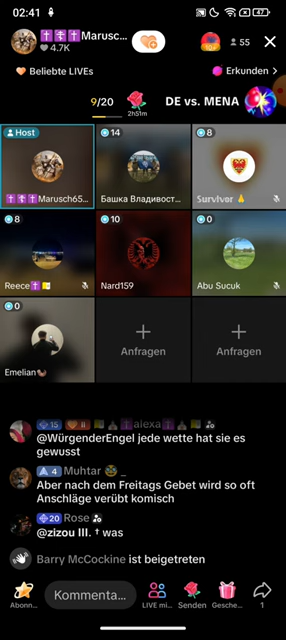 02:41
47
Marusc...
4.7K
55
Beliebte LIVEs
Erkunden >
9/20
2h51m
DE vs. MENA
Host
14
8
Marusch65...
Башка Владивост...
Survivor
8
10
0
Reece
Nard159
Abu Sucuk
0
Anfragen
Anfragen
Emelian
15 II alexa
@WürgenderEngel jede wette hat sie es
gewusst
4 Muhtar
Aber nach dem Freitags Gebet wird so oft
Anschläge verübt komisch
20 Rose
@zizou III. † was
Barry McCockine ist beigetreten
Kommenta...
Abonn...
LIVE mi...
Senden
Gesche...
1